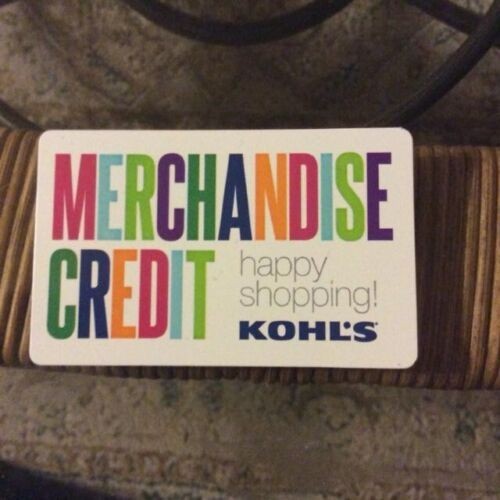 MERCHANDISE
CREDIT
happy
shopping!
KOHL'S